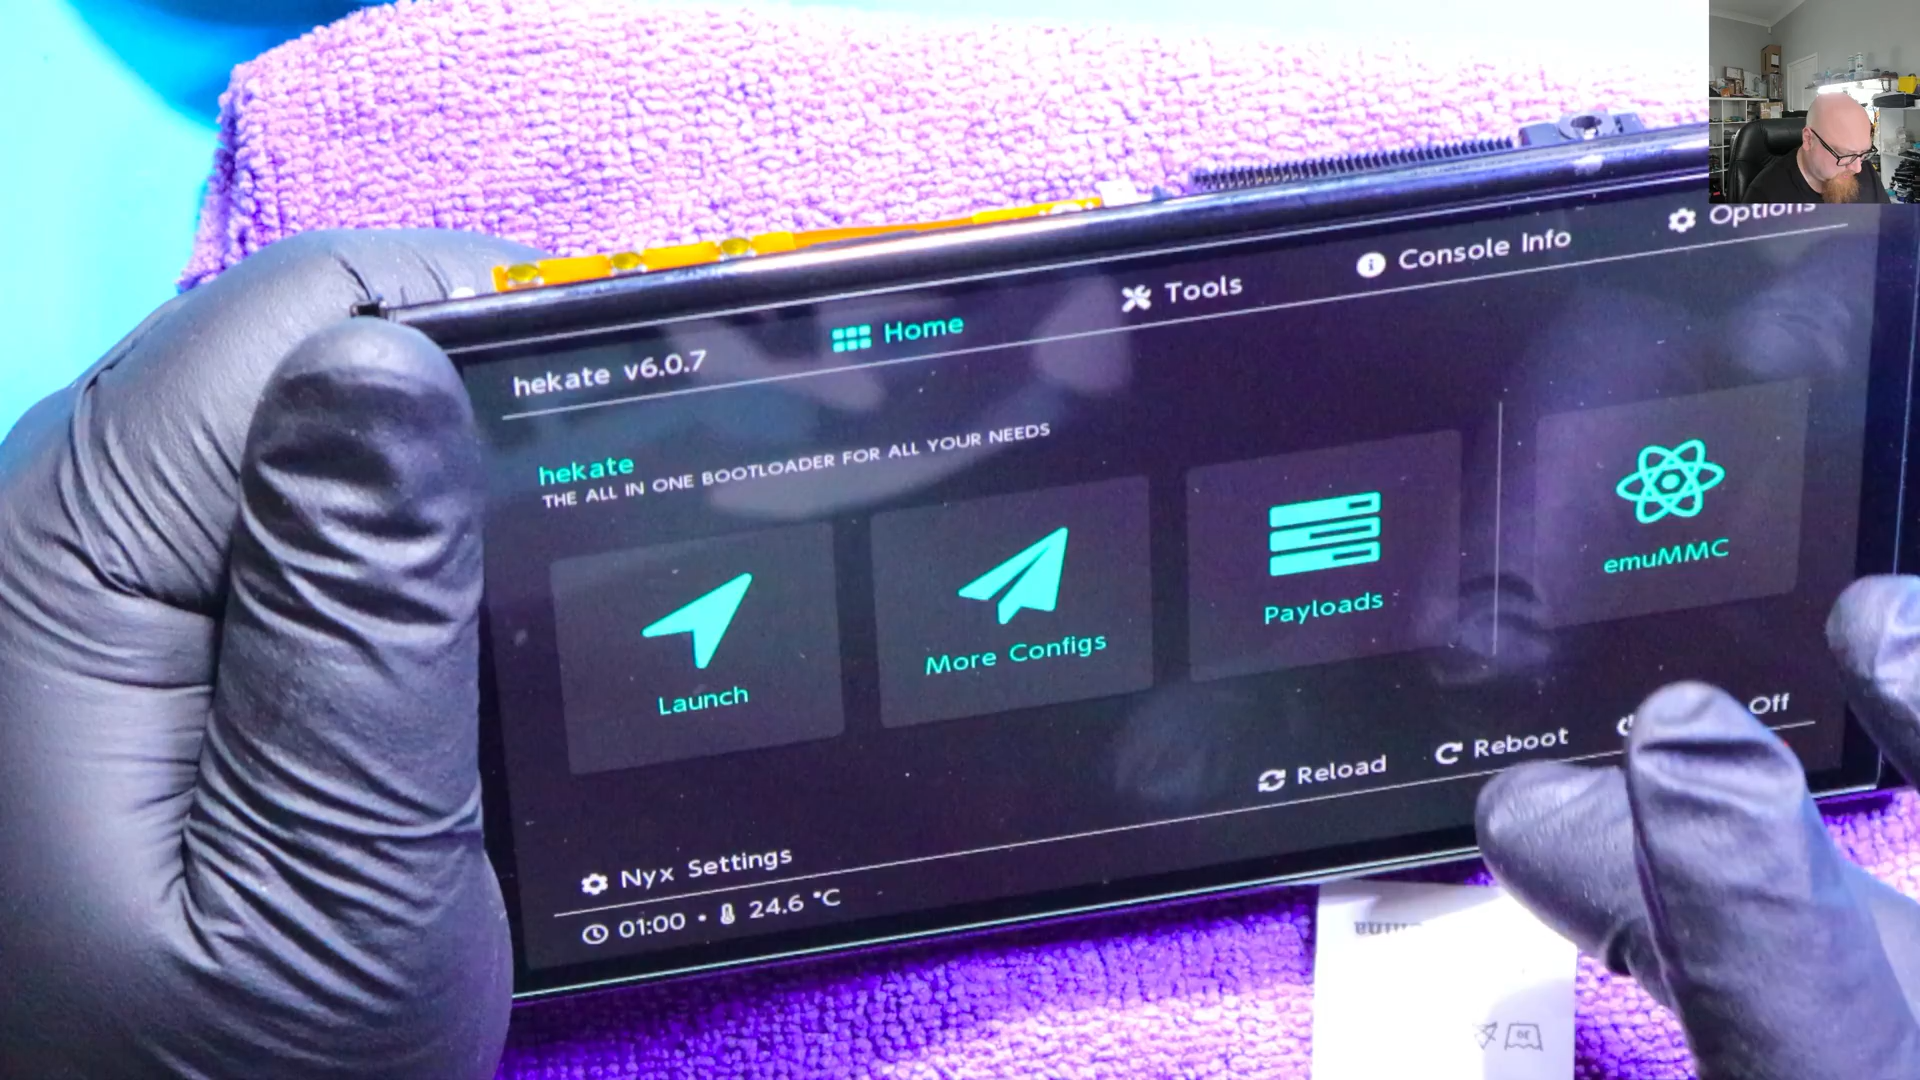 hekate v6.0.7
Home
Tools
Console Info
Options
hekate
THE ALL IN ONE BOOTLOADER FOR ALL YOUR NEEDS
Launch
More Configs
Payloads
emuMMC
Reload
Reboot
Off
Nyx Settings
01:00 • 24.6 °C